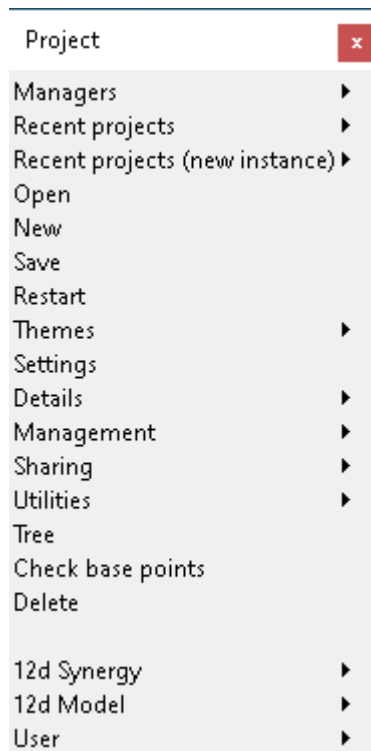 Project
x
Managers
Recent projects
Recent projects (new instance)
Open
New
Save
Restart
Themes
Settings
Details
Management
Sharing
Utilities
Tree
Check base points
Delete
12d Synergy
12d Model
User